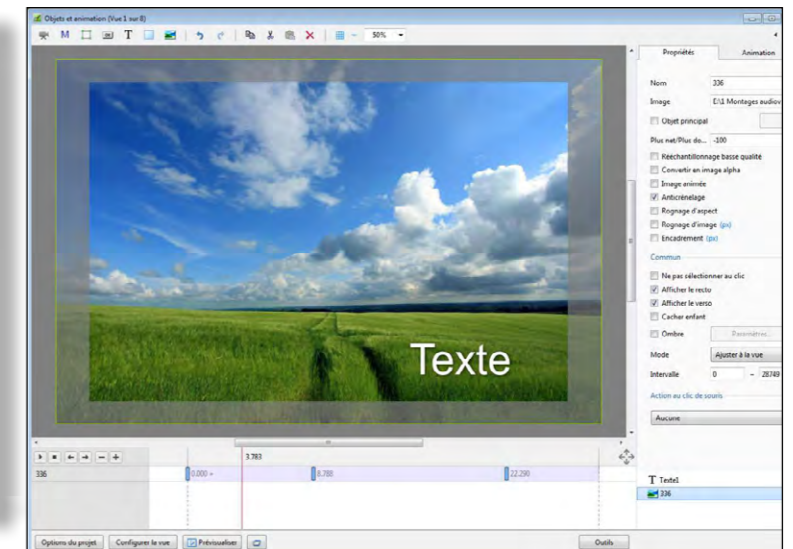 Objets et animation (Vue 1 sur 8)
M T 50%
Propriétés Animation
Nom 336
Image E:\1 Montages audiov
Objet principal
Plus net/Plus do... -100
Rééchantillonnage basse qualité
Convertir en image alpha
Image animée
Anticrénelage
Rognage d'aspect
Rognage d'image (px)
Encadrement (px)
Commun
Ne pas sélectionner au clic
Afficher le recto
Afficher le verso
Cacher enfant
Ombre Paramètres...
Mode Ajuster à la vue
Intervalle 0 - 28749
Action au clic de souris
Aucune
Texte
3.783
336 0.000 8.788 22.290
T Texte1
336
Options du projet Configurer la vue Prévisualiser Outils